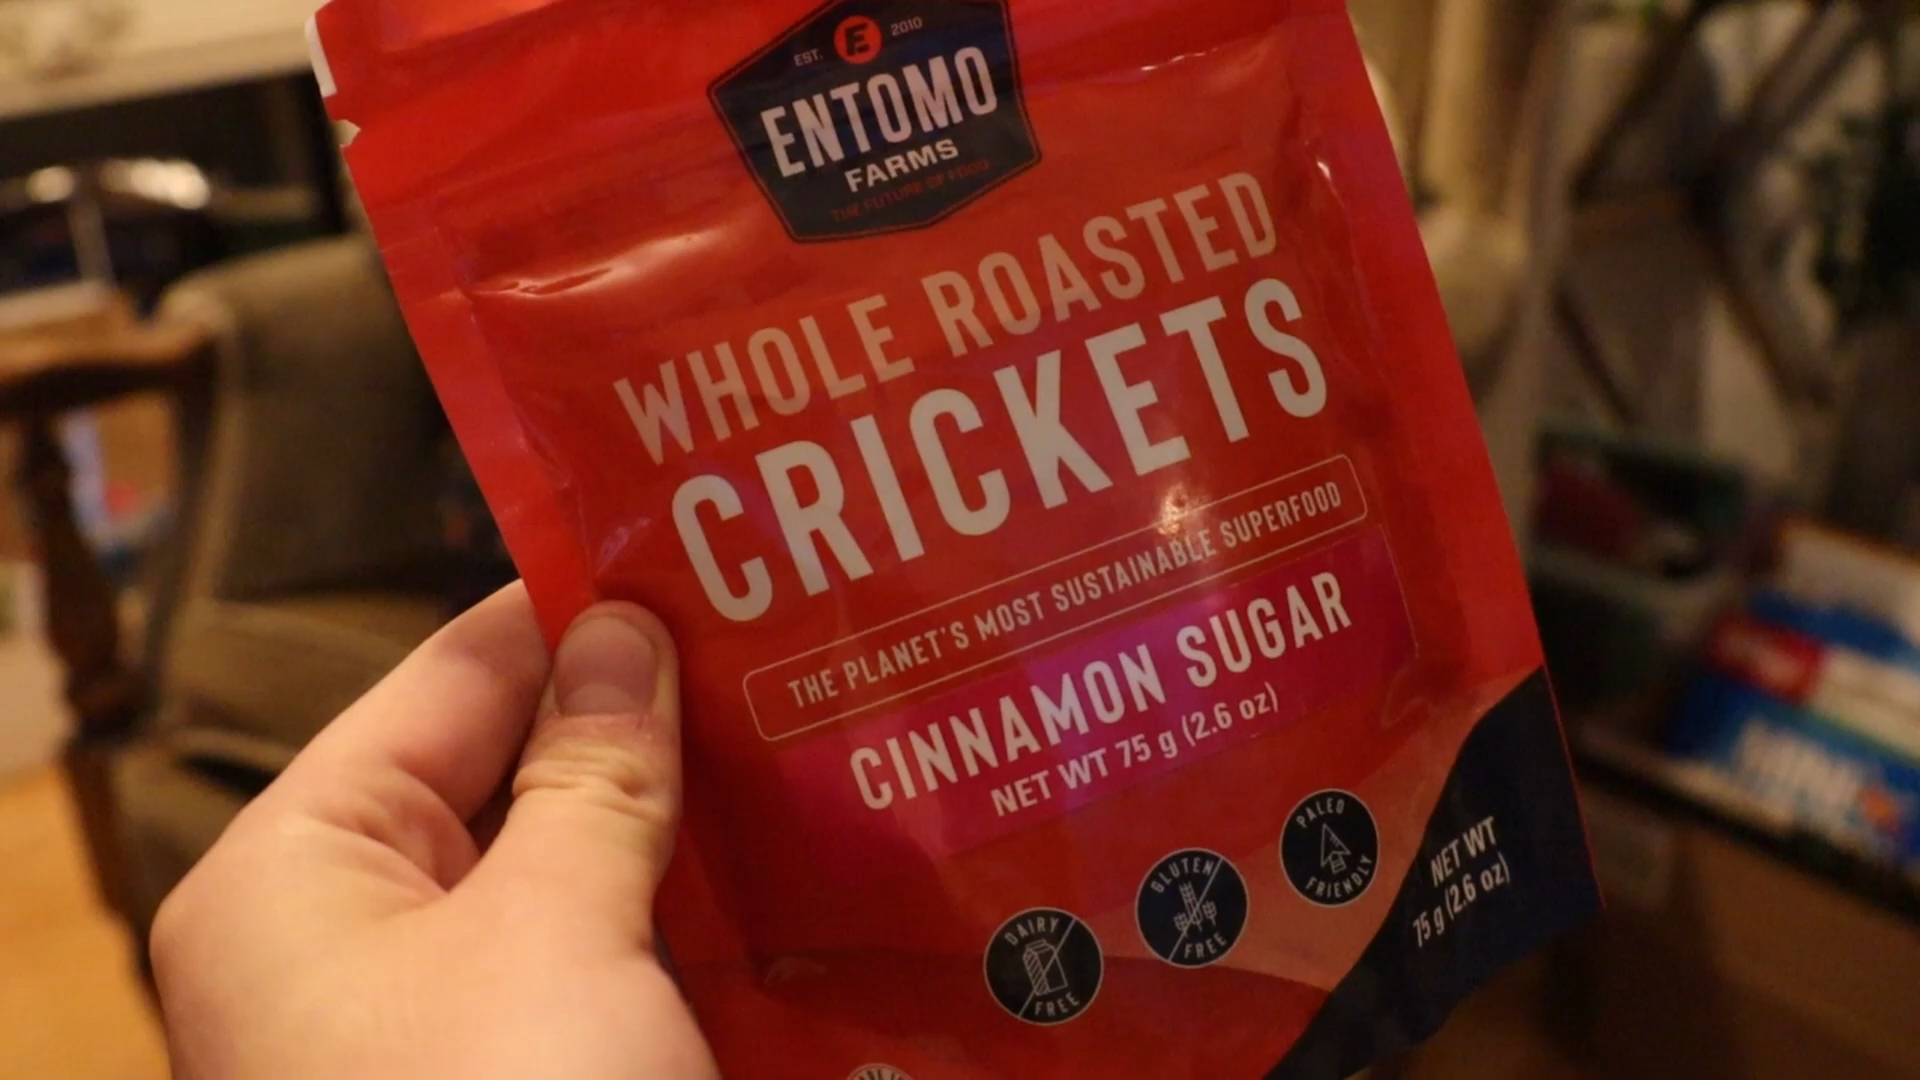 EST. E 2010
ENTOMO
FARMS
THE FUTURE OF FOOD
WHOLE ROASTED
CRICKETS
THE PLANET'S MOST SUSTAINABLE SUPERFOOD
CINNAMON SUGAR
NET WT 75 g (2.6 oz)
DAIRY
FREE
GLUTEN
FREE
PALEO
FRIENDLY
NET WT
75 g (2.6 oz)